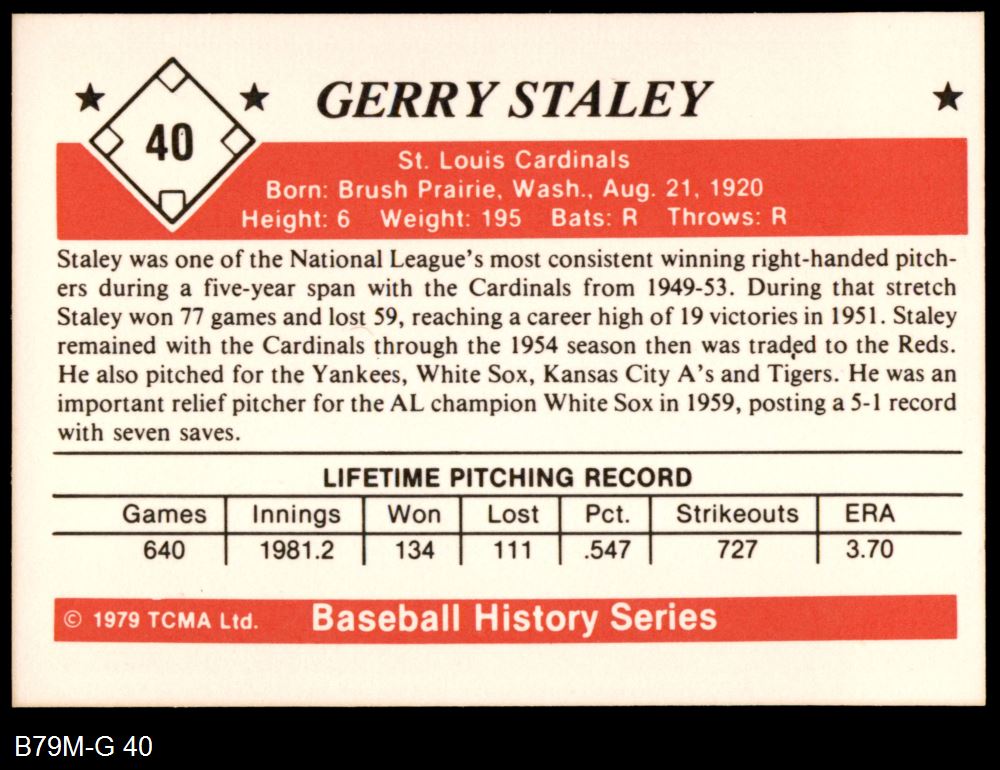 40
GERRY STALEY
St. Louis Cardinals
Born: Brush Prairie, Wash., Aug. 21, 1920
Height: 6 Weight: 195 Bats: R Throws: R
Staley was one of the National League's most consistent winning right-handed pitch-
ers during a five-year span with the Cardinals from 1949-53. During that stretch
Staley won 77 games and lost 59, reaching a career high of 19 victories in 1951. Staley
remained with the Cardinals through the 1954 season then was traded to the Reds.
He also pitched for the Yankees, White Sox, Kansas City A's and Tigers. He was an
important relief pitcher for the AL champion White Sox in 1959, posting a 5-1 record
with seven saves.
LIFETIME PITCHING RECORD
Games Innings Won Lost Pct. Strikeouts ERA
640 1981.2 134 111 .547 727 3.70
© 1979 TCMA Ltd. Baseball History Series
B79M-G 40